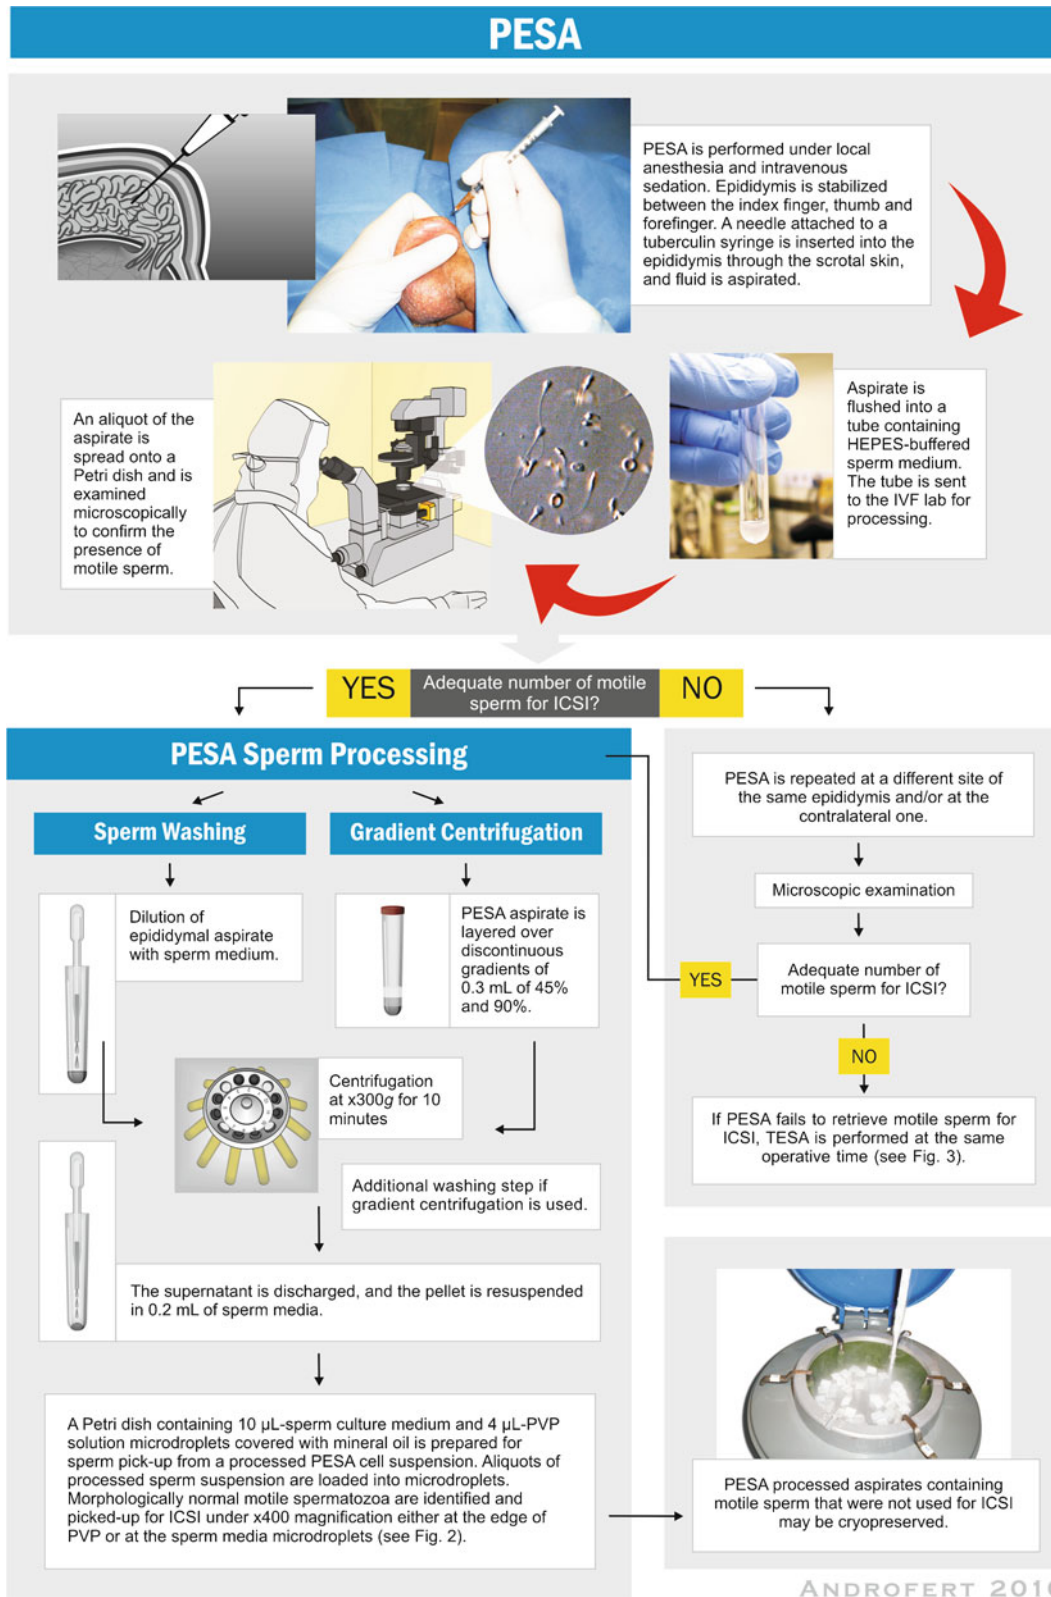 PESA
PESA is performed under local
anesthesia and intravenous
sedation. Epididymis is stabilized
between the index finger, thumb and
forefinger. A needle attached to a
tuberculin syringe is inserted into the
epididymis through the scrotal skin,
and fluid is aspirated.
Aspirate is
flushed into a
tube containing
HEPES-buffered
sperm medium.
The tube is sent
to the IVF lab for
processing.
An aliquot of the
aspirate is
spread onto a
Petri dish and is
examined
microscopically
to confirm the
presence of
motile sperm.
YES
Adequate number of motile
sperm for ICSI?
NO
PESA Sperm Processing
Sperm Washing
Gradient Centrifugation
Dilution of
epididymal aspirate
with sperm medium.
PESA aspirate is
layered over
discontinuous
gradients of
0.3 mL of 45%
and 90%.
Centrifugation
at x300g for 10
minutes
Additional washing step if
gradient centrifugation is used.
The supernatant is discharged, and the pellet is resuspended
in 0.2 mL of sperm media.
A Petri dish containing 10 µL-sperm culture medium and 4 µL-PVP
solution microdroplets covered with mineral oil is prepared for
sperm pick-up from a processed PESA cell suspension. Aliquots of
processed sperm suspension are loaded into microdroplets.
Morphologically normal motile spermatozoa are identified and
picked-up for ICSI under x400 magnification either at the edge of
PVP or at the sperm media microdroplets (see Fig. 2).
PESA is repeated at a different site of
the same epididymis and/or at the
contralateral one.
Microscopic examination
YES
Adequate number of
motile sperm for ICSI?
NO
If PESA fails to retrieve motile sperm for
ICSI, TESA is performed at the same
operative time (see Fig. 3).
PESA processed aspirates containing
motile sperm that were not used for ICSI
may be cryopreserved.
ANDROFERT